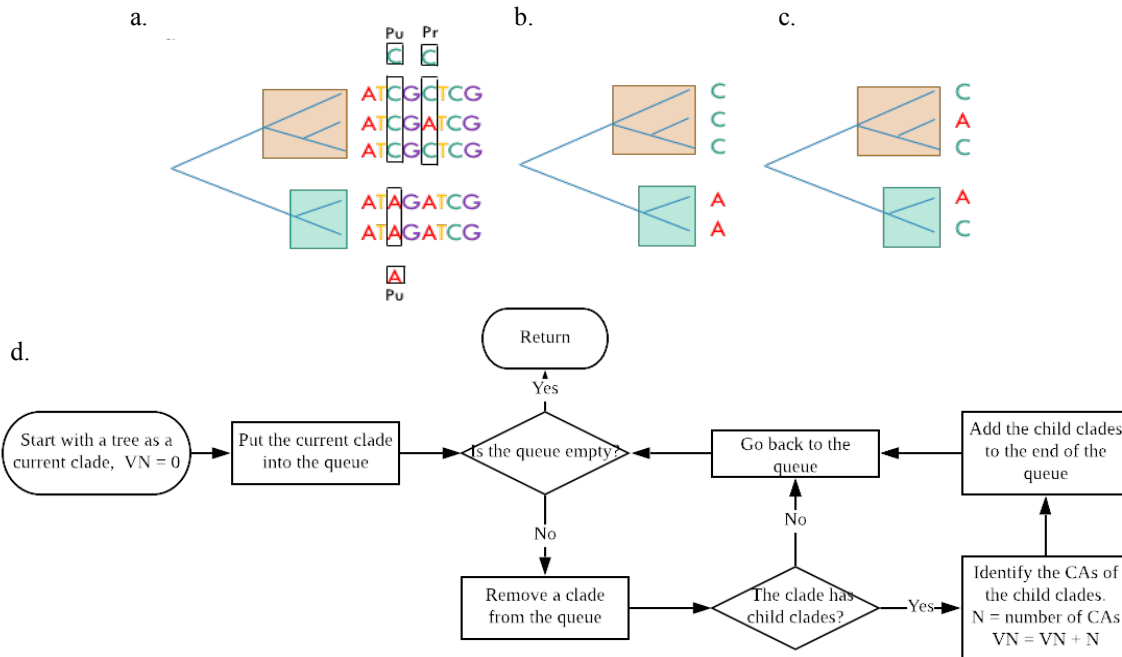 a.
b.
c.
Pu
Pr
C
C
ATCGCTCG
ATCGATCG
ATCGCTCG
ATAGATCG
ATAGATCG
A
Pu
C
C
C
A
A
C
A
C
A
C
d.
Return
Yes
Start with a tree as a
current clade, VN = 0
Put the current clade
into the queue
Is the queue empty?
Go back to the
queue
Add the child clades
to the end of the
queue
No
No
Remove a clade
from the queue
The clade has
child clades?
Yes
Identify the CAs of
the child clades.
N = number of CAs
VN = VN + N